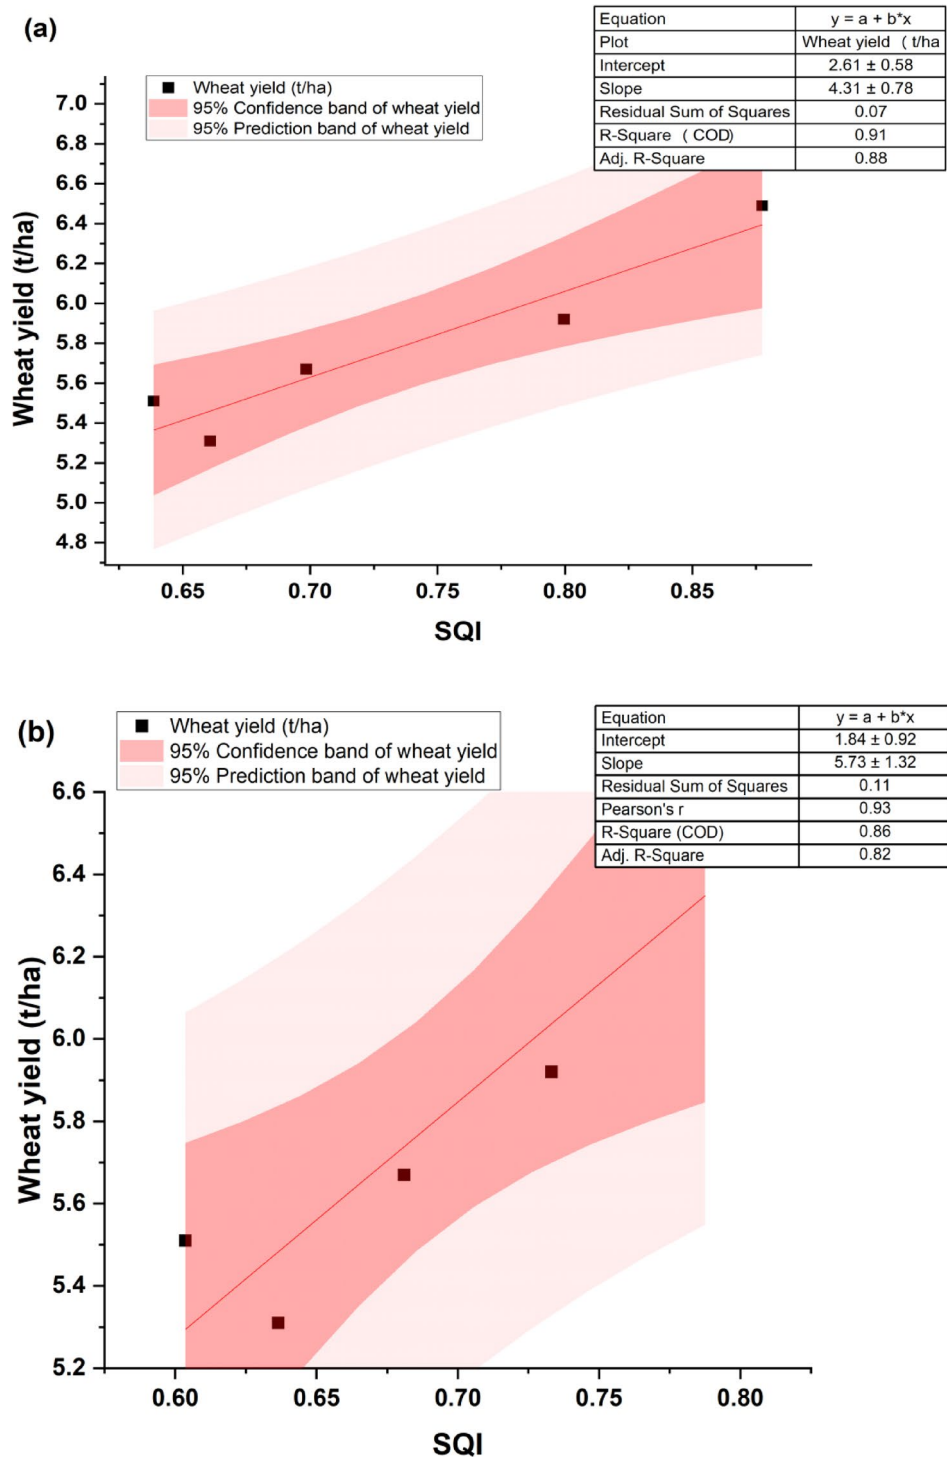 (a)
Equation y = a + b*x
Plot Wheat yield ( t/ha
Intercept 2.61 ± 0.58
Slope 4.31 ± 0.78
Residual Sum of Squares 0.07
R-Square ( COD) 0.91
Adj. R-Square 0.88
Wheat yield (t/ha)
95% Confidence band of wheat yield
95% Prediction band of wheat yield
Wheat yield (t/ha)
7.0
6.8
6.6
6.4
6.2
6.0
5.8
5.6
5.4
5.2
5.0
4.8
0.65 0.70 0.75 0.80 0.85
SQI
(b)
Wheat yield (t/ha)
95% Confidence band of wheat yield
95% Prediction band of wheat yield
Equation y = a + b*x
Intercept 1.84 ± 0.92
Slope 5.73 ± 1.32
Residual Sum of Squares 0.11
Pearson's r 0.93
R-Square (COD) 0.86
Adj. R-Square 0.82
Wheat yield (t/ha)
6.6
6.4
6.2
6.0
5.8
5.6
5.4
5.2
0.60 0.65 0.70 0.75 0.80
SQI